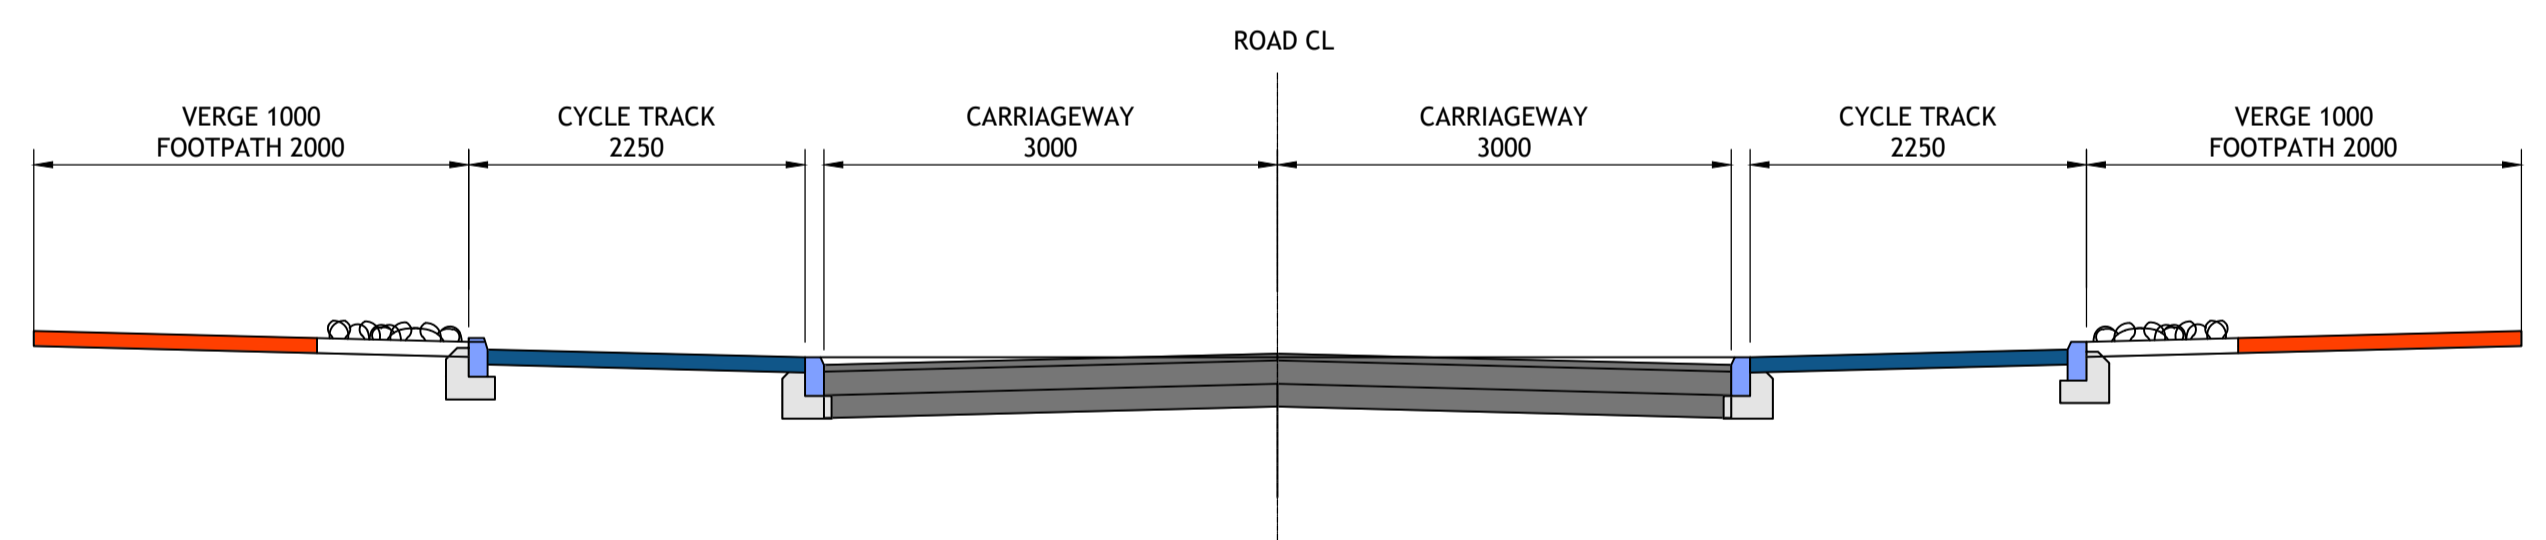 ROAD CL
VERGE 1000
FOOTPATH 2000
CYCLE TRACK
2250
CARRIAGEWAY
3000
CARRIAGEWAY
3000
CYCLE TRACK
2250
VERGE 1000
FOOTPATH 2000